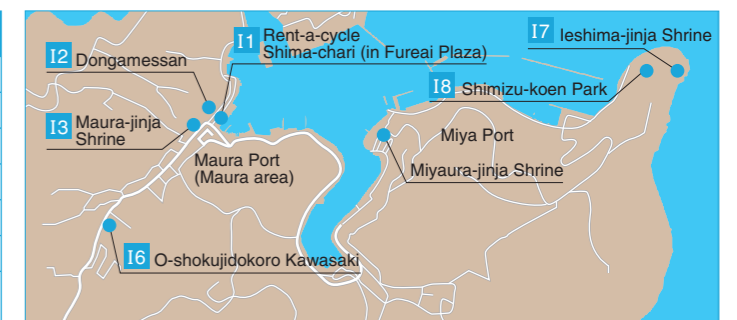 I7 Ieshima-jinja Shrine
I1 Rent-a-cycle
Shima-chari (in Fureai Plaza)
I2 Dongamessan
I8 Shimizu-koen Park
I3 Maura-jinja
Shrine
Miya Port
Maura Port
(Maura area)
Miyaura-jinja Shrine
I6 O-shokujidokoro Kawasaki